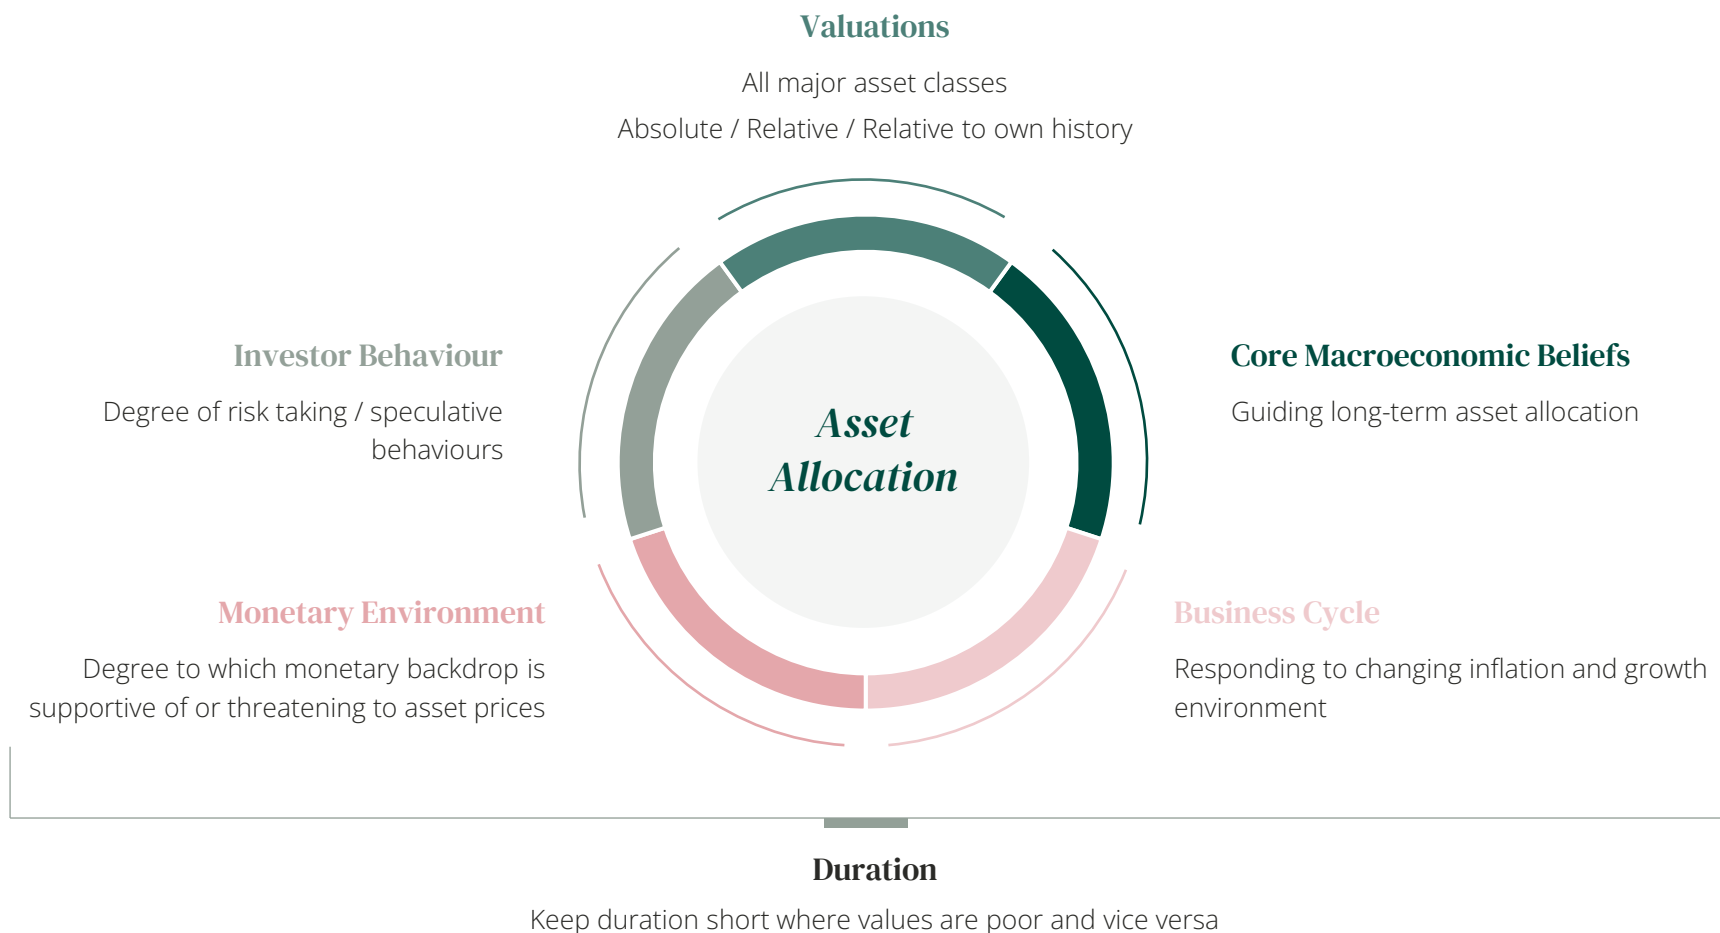 Valuations
All major asset classes
Absolute / Relative / Relative to own history
Investor Behaviour
Degree of risk taking / speculative
behaviours
Asset
Allocation
Core Macroeconomic Beliefs
Guiding long-term asset allocation
Monetary Environment
Degree to which monetary backdrop is
supportive of or threatening to asset prices
Business Cycle
Responding to changing inflation and growth
environment
Duration
Keep duration short where values are poor and vice versa